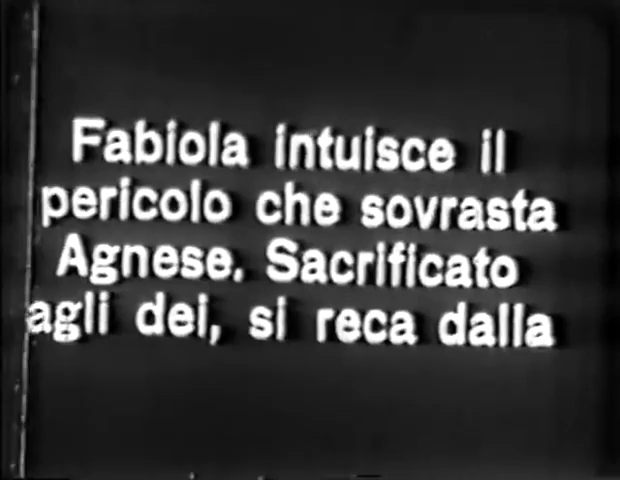 Fabiola intuisce il
pericolo che sovrasta
Agnese. Sacrificato
agli dei, si reca dalla